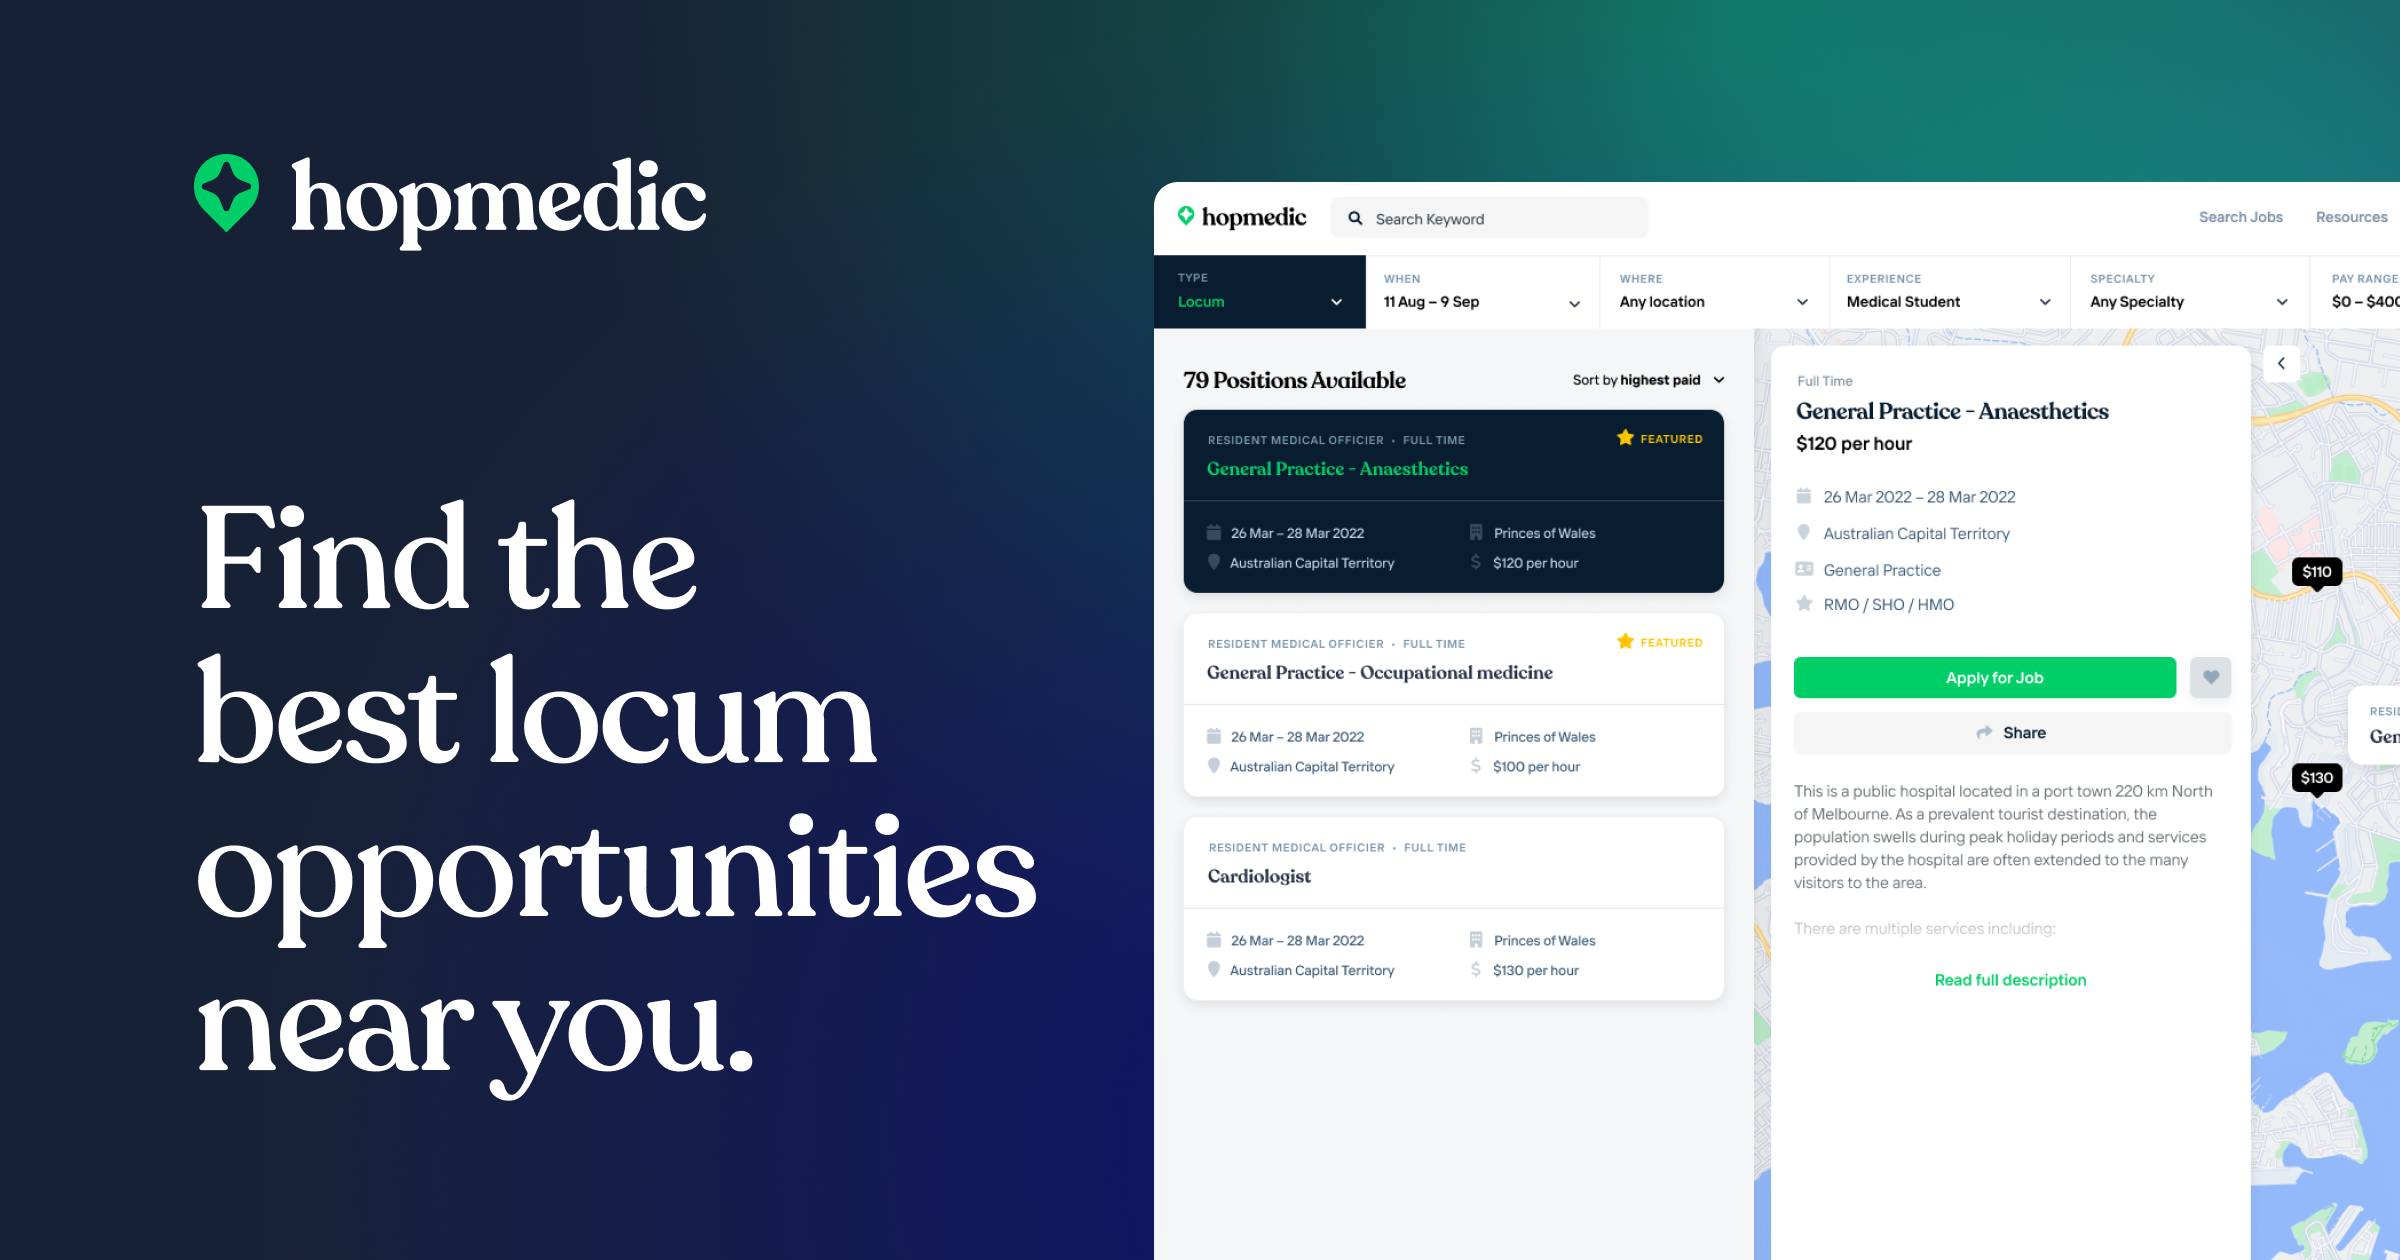 hopmedic
Find the
best locum
opportunities
near you.
hopmedic
Search Keyword
Search Jobs
Resources
TYPE
Locum
WHEN
11 Aug – 9 Sep
WHERE
Any location
EXPERIENCE
Medical Student
SPECIALTY
Any Specialty
PAY RANGE
$0 – $400
79 Positions Available
Sort by highest paid
RESIDENT MEDICAL OFFICIER • FULL TIME
FEATURED
General Practice - Anaesthetics
26 Mar – 28 Mar 2022
Princes of Wales
Australian Capital Territory
$120 per hour
RESIDENT MEDICAL OFFICIER • FULL TIME
FEATURED
General Practice - Occupational medicine
26 Mar – 28 Mar 2022
Princes of Wales
Australian Capital Territory
$100 per hour
RESIDENT MEDICAL OFFICIER • FULL TIME
Cardiologist
26 Mar – 28 Mar 2022
Princes of Wales
Australian Capital Territory
$130 per hour
Full Time
General Practice - Anaesthetics
$120 per hour
26 Mar 2022 – 28 Mar 2022
Australian Capital Territory
General Practice
RMO / SHO / HMO
Apply for Job
Share
This is a public hospital located in a port town 220 km North
of Melbourne. As a prevalent tourist destination, the
population swells during peak holiday periods and services
provided by the hospital are often extended to the many
visitors to the area.
There are multiple services including:
Read full description
$110
$130